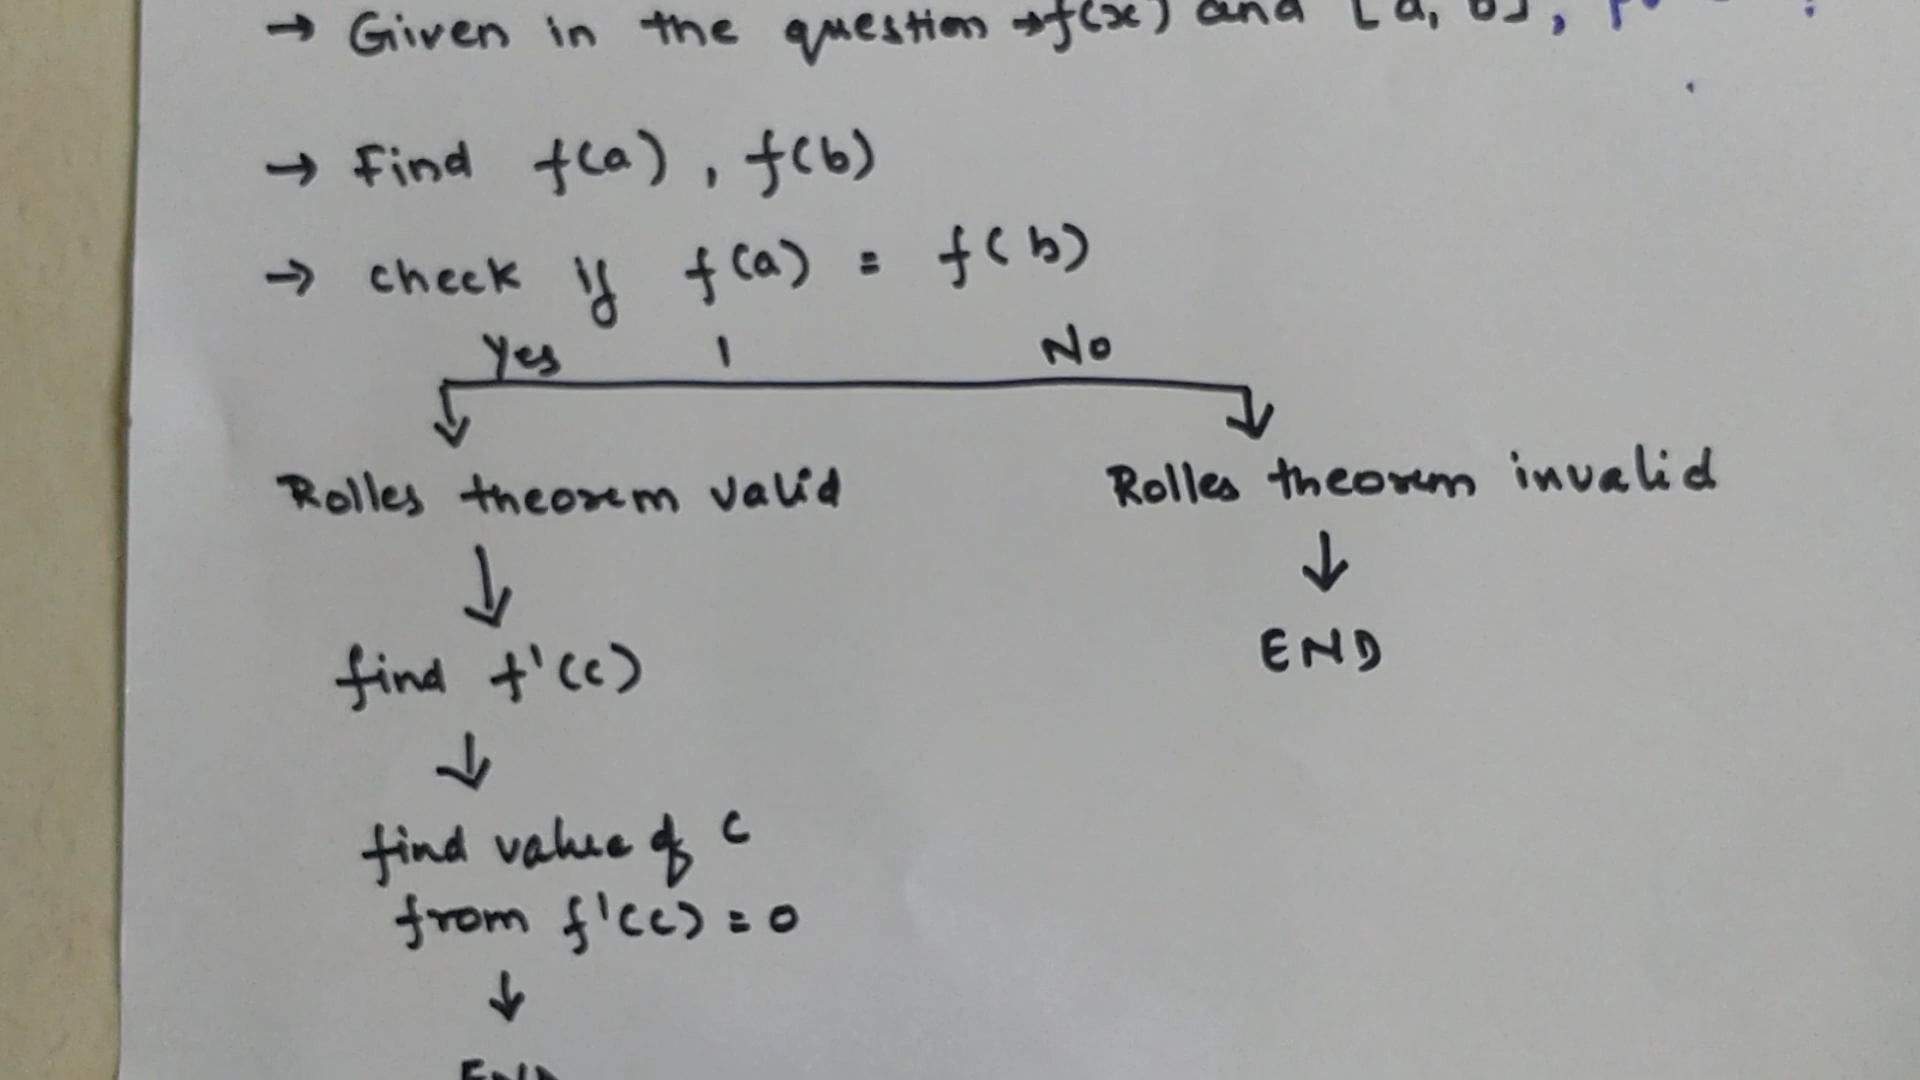 → Given in the question → f(x) and [a, b],
→ Find f(a), f(b)
→ check if f(a) = f(b)
Yes No
Rolles theorem valid Rolles theorem invalid
find f'(c) END
find value of c
from f'(c) = 0
END